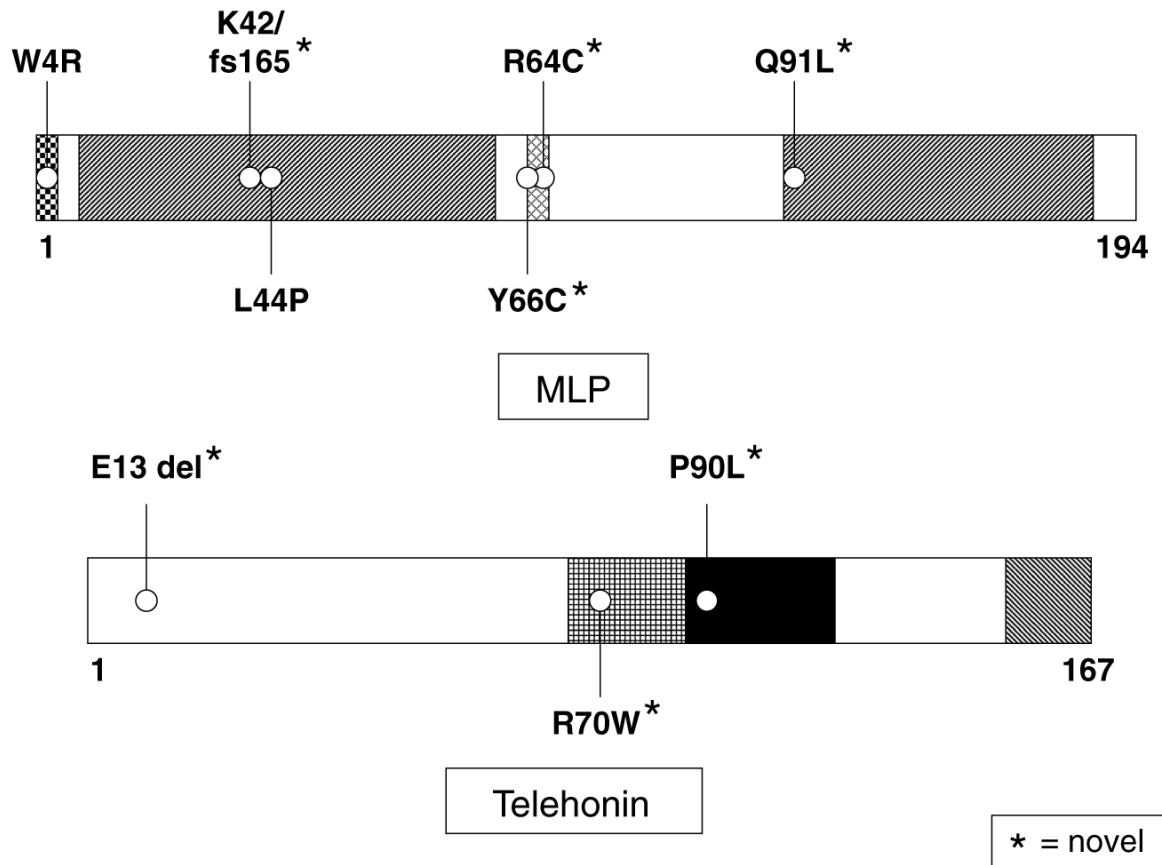 K42/
W4R fs165* R64C* Q91L*
1 194
L44P Y66C*
MLP
E13 del* P90L*
1 167
R70W*
Telehonin
* = novel